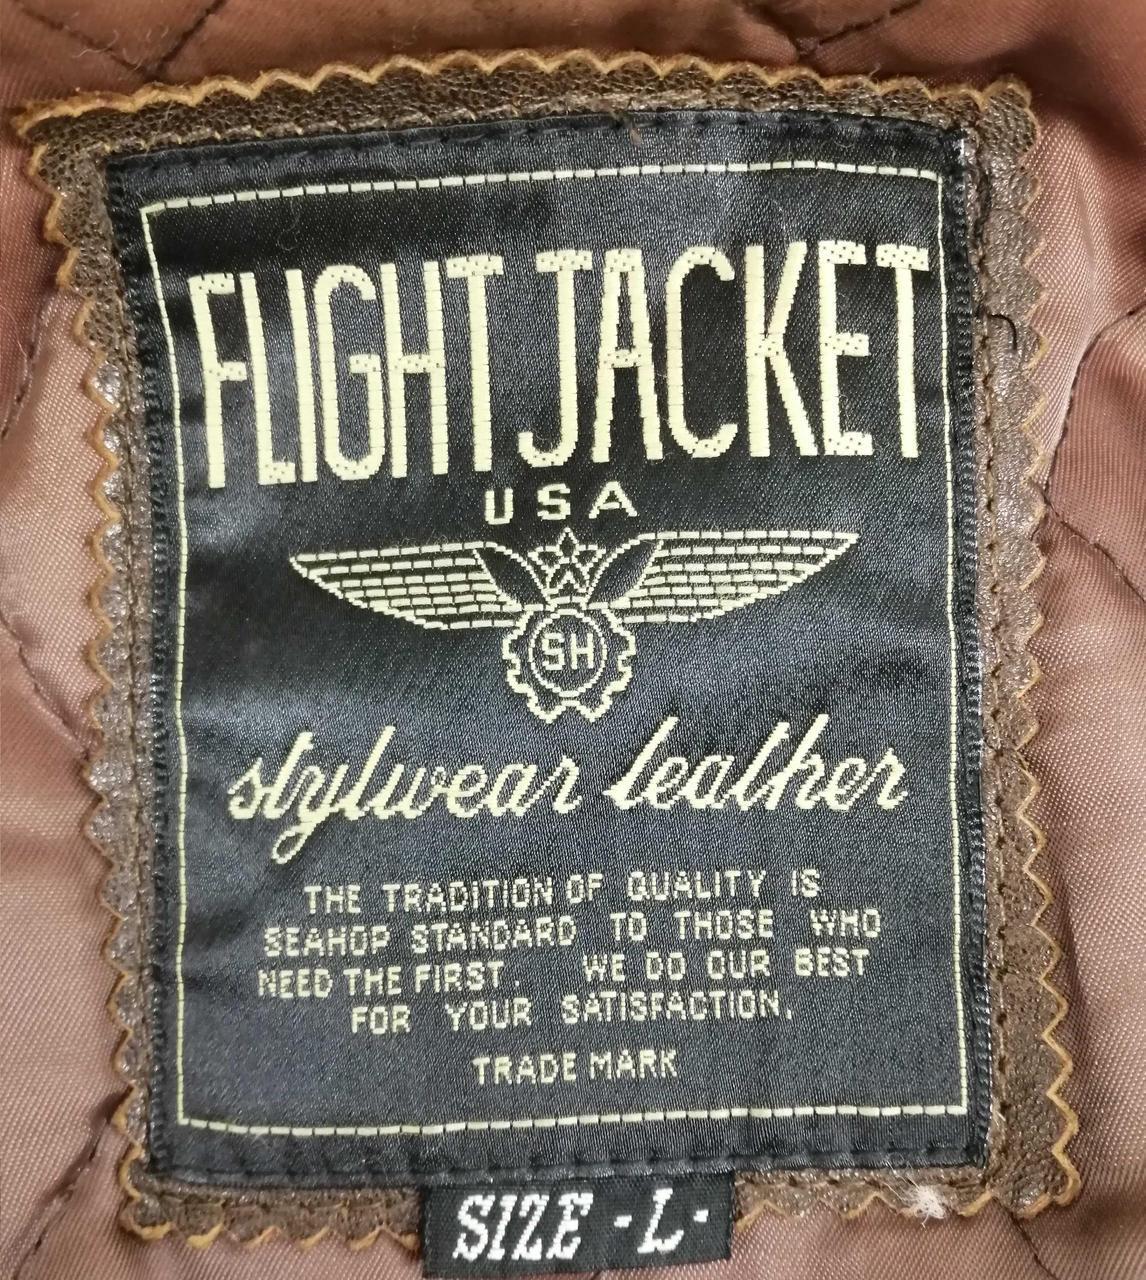 FLIGHT JACKET
USA
SH
stylwear leather
THE TRADITION OF QUALITY IS
SEAHOP STANDARD TO THOSE WHO
NEED THE FIRST. WE DO OUR BEST
FOR YOUR SATISFACTION.
TRADE MARK
SIZE -L-